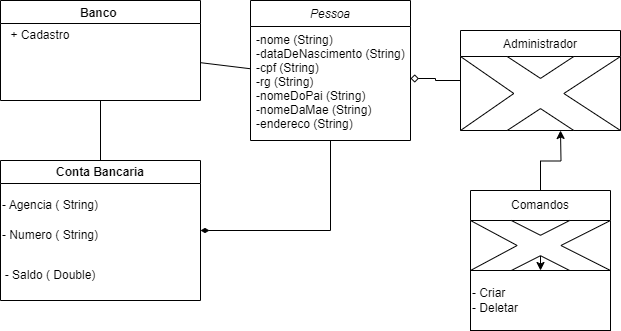 Banco
+ Cadastro
Pessoa
-nome (String)
-dataDeNascimento (String)
-cpf (String)
-rg (String)
-nomeDoPai (String)
-nomeDaMae (String)
-endereco (String)
Administrador
Conta Bancaria
- Agencia ( String)
- Numero ( String)
- Saldo ( Double)
Comandos
- Criar
- Deletar